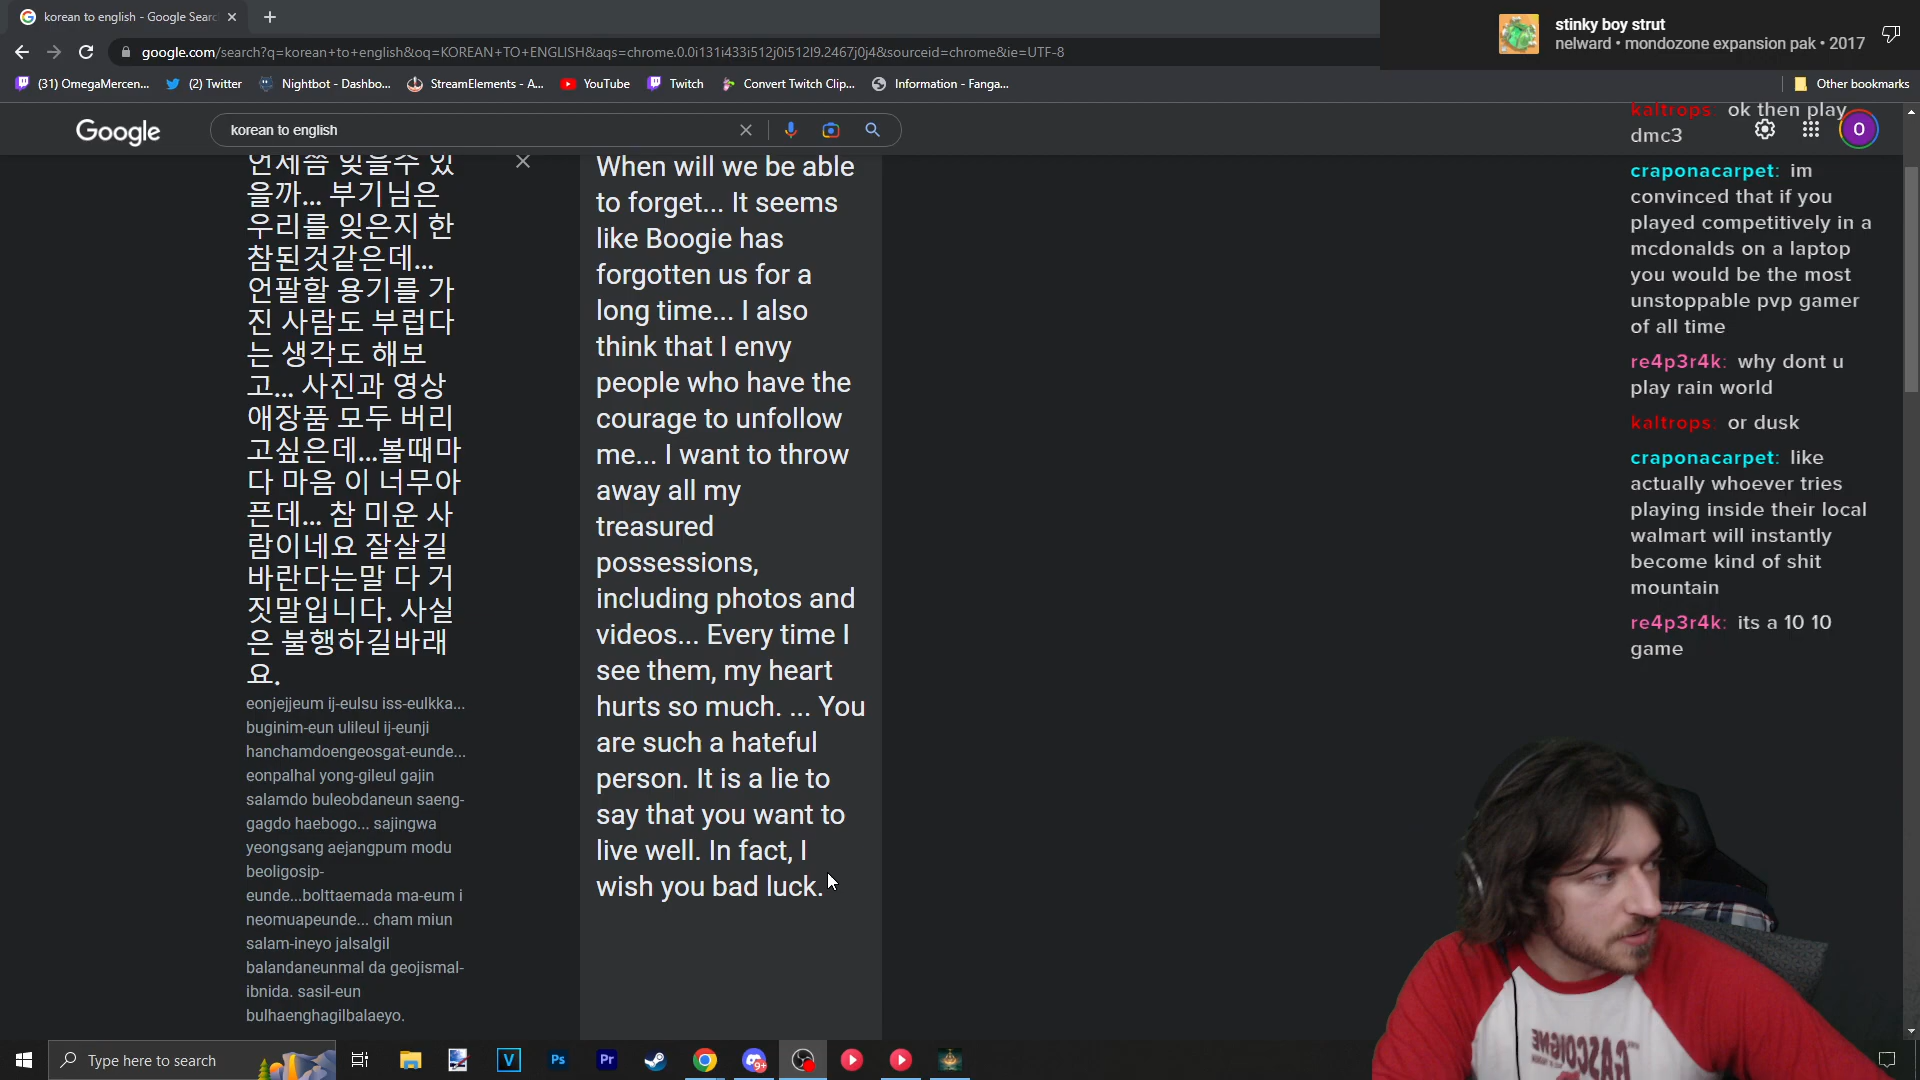 korean to english - Google Searc
stinky boy strut
nelward • mondozone expansion pak • 2017
google.com/search?q=korean+to+english&oq=KOREAN+TO+ENGLISH&aqs=chrome.0.0i131i433i512j0i512l9.2467j0j4&sourceid=chrome&ie=UTF-8
(31) OmegaMercen...
(2) Twitter
Nightbot - Dashbo...
StreamElements - A...
YouTube
Twitch
Convert Twitch Clip...
Information - Fanga...
Other bookmarks
Google
korean to english
O
언제쯤 잊을수 있
을까... 부기님은
우리를 잊은지 한
참된것같은데...
언팔할 용기를 가
진 사람도 부럽다
는 생각도 해보
고... 사진과 영상
애장품 모두 버리
고싶은데...볼때마
다 마음 이 너무아
픈데... 참 미운 사
람이네요 잘살길
바란다는말 다 거
짓말입니다. 사실
은 불행하길바래
요.
eonjejjeum ij-eulsu iss-eulkka...
buginim-eun ulileul ij-eunji
hanchamdoengeosgat-eunde...
eonpalhal yong-gileul gajin
salamdo buleobdaneun saeng-
gagdo haebogo... sajingwa
yeongsang aejangpum modu
beoligosip-
eunde...bolttaemada ma-eum i
neomuapeunde... cham miun
salam-ineyo jalsalgil
balandaneunmal da geojismal-
ibnida. sasil-eun
bulhaenghagilbalaeyo.
When will we be able
to forget... It seems
like Boogie has
forgotten us for a
long time... I also
think that I envy
people who have the
courage to unfollow
me... I want to throw
away all my
treasured
possessions,
including photos and
videos... Every time I
see them, my heart
hurts so much. ... You
are such a hateful
person. It is a lie to
say that you want to
live well. In fact, I
wish you bad luck.
kaltrops: ok then play
dmc3
craponacarpet: im
convinced that if you
played competitively in a
mcdonalds on a laptop
you would be the most
unstoppable pvp gamer
of all time
re4p3r4k: why dont u
play rain world
kaltrops: or dusk
craponacarpet: like
actually whoever tries
playing inside their local
walmart will instantly
become kind of shit
mountain
re4p3r4k: its a 10 10
game
Type here to search
V
Ps
Pr
9+